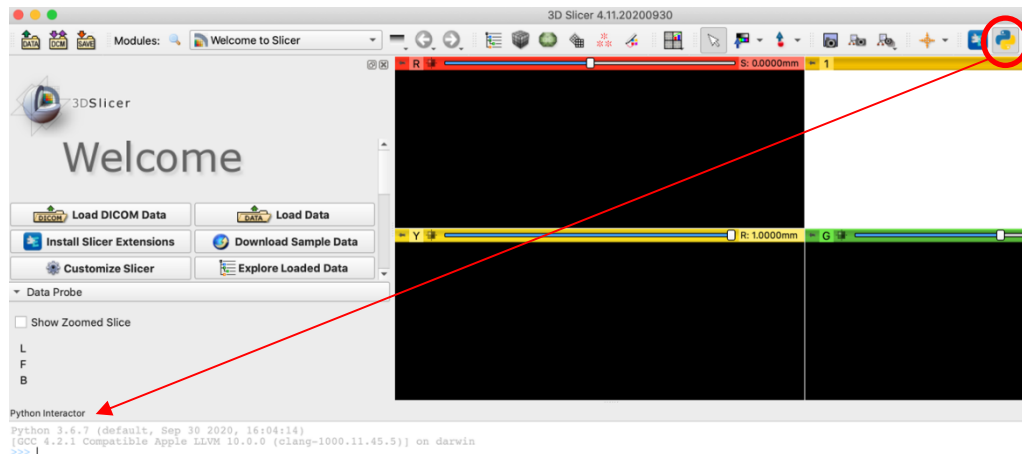 3D Slicer 4.11.20200930
DATA DCM SAVE Modules: Welcome to Slicer
R S: 0.0000mm 1
3DSlicer
Welcome
DICOM Load DICOM Data DATA Load Data
Install Slicer Extensions Download Sample Data
Y R: 1.0000mm G
Customize Slicer Explore Loaded Data
Data Probe
Show Zoomed Slice
L
F
B
Python Interactor
Python 3.6.7 (default, Sep 30 2020, 16:04:14)
[GCC 4.2.1 Compatible Apple LLVM 10.0.0 (clang-1000.11.45.5)] on darwin
>>>